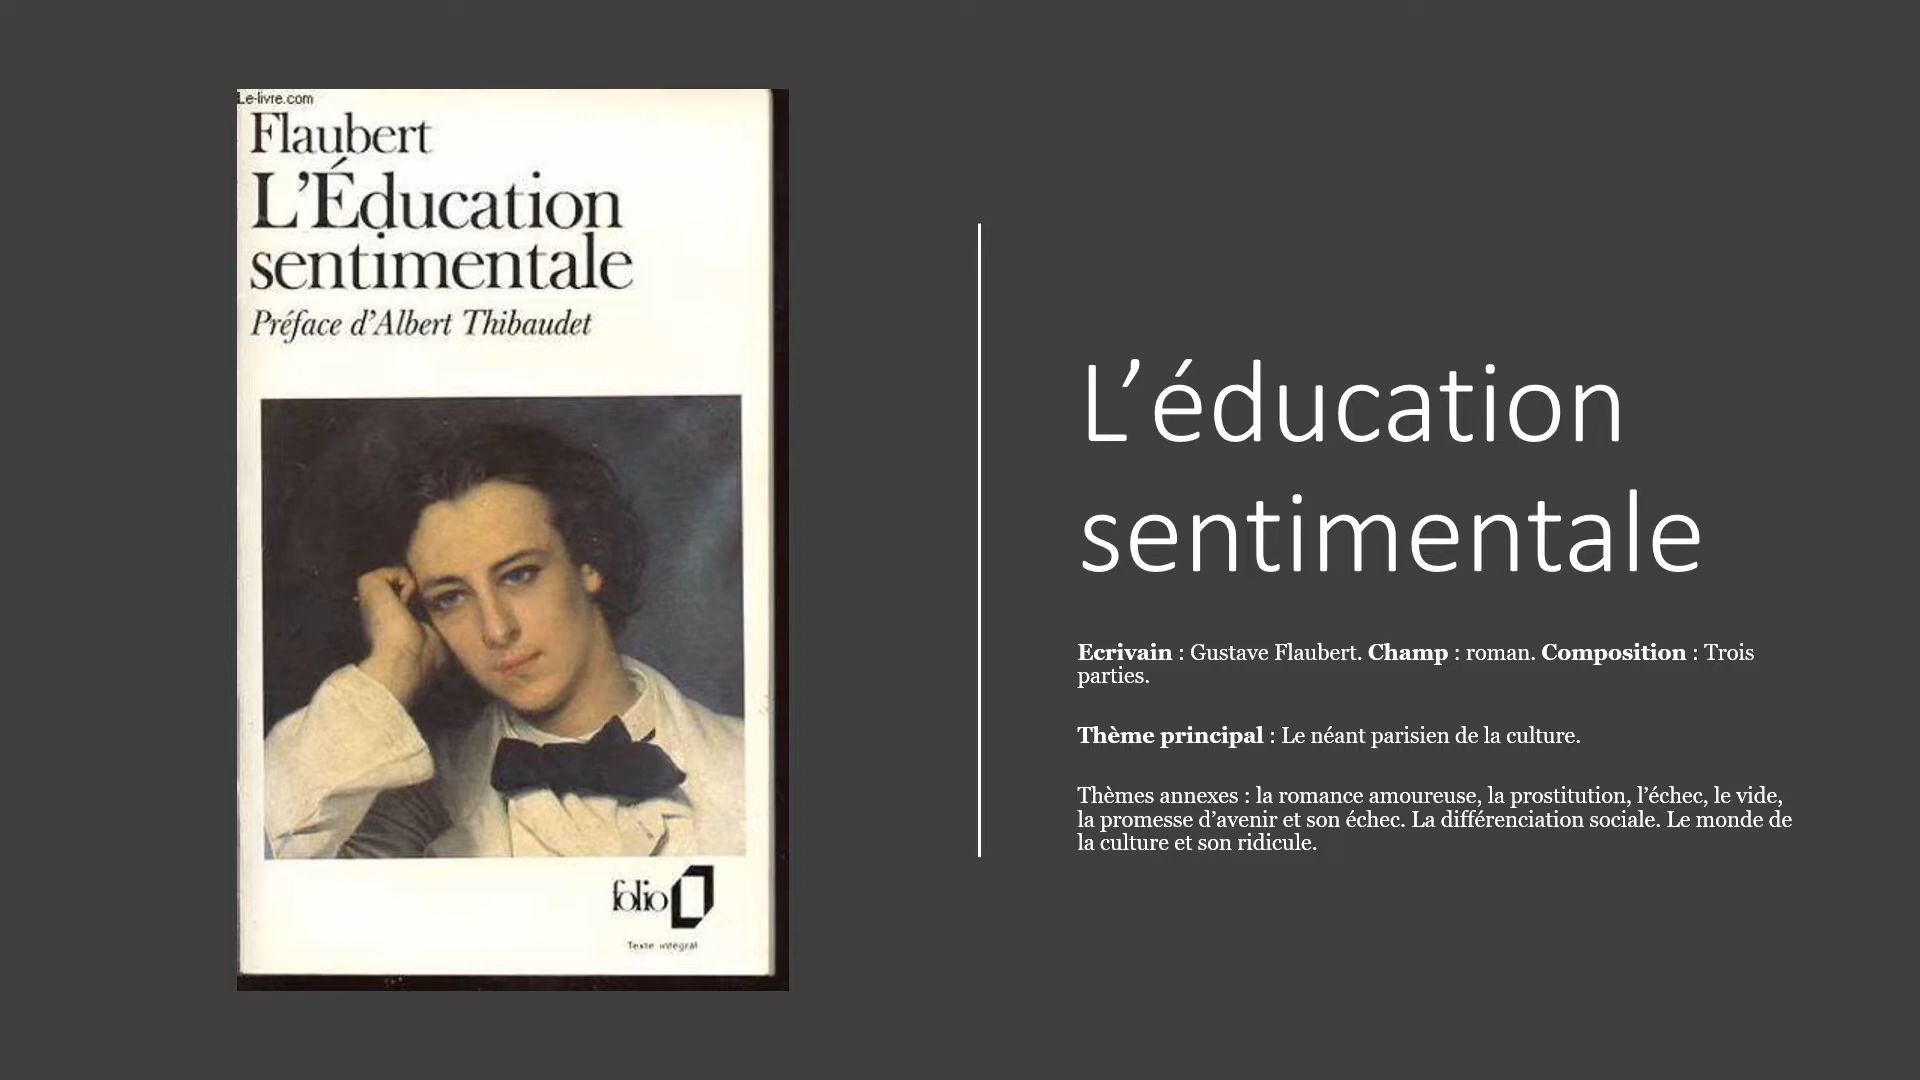 Le-livre.com
Flaubert
L'Éducation
sentimentale
Préface d'Albert Thibaudet
folio
Texte intégral
L’éducation
sentimentale
Ecrivain : Gustave Flaubert. Champ : roman. Composition : Trois
parties.
Thème principal : Le néant parisien de la culture.
Thèmes annexes : la romance amoureuse, la prostitution, l’échec, le vide,
la promesse d’avenir et son échec. La différenciation sociale. Le monde de
la culture et son ridicule.